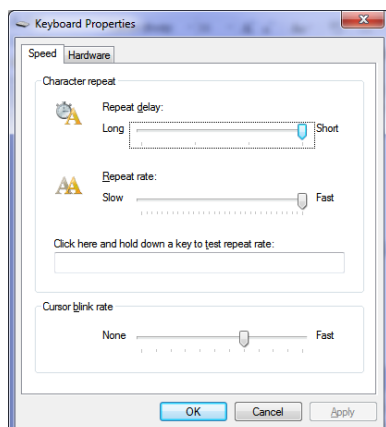 Keyboard Properties
Speed Hardware
Character repeat
Repeat delay:
Long Short
Repeat rate:
Slow Fast
Click here and hold down a key to test repeat rate:
Cursor blink rate
None Fast
OK Cancel Apply